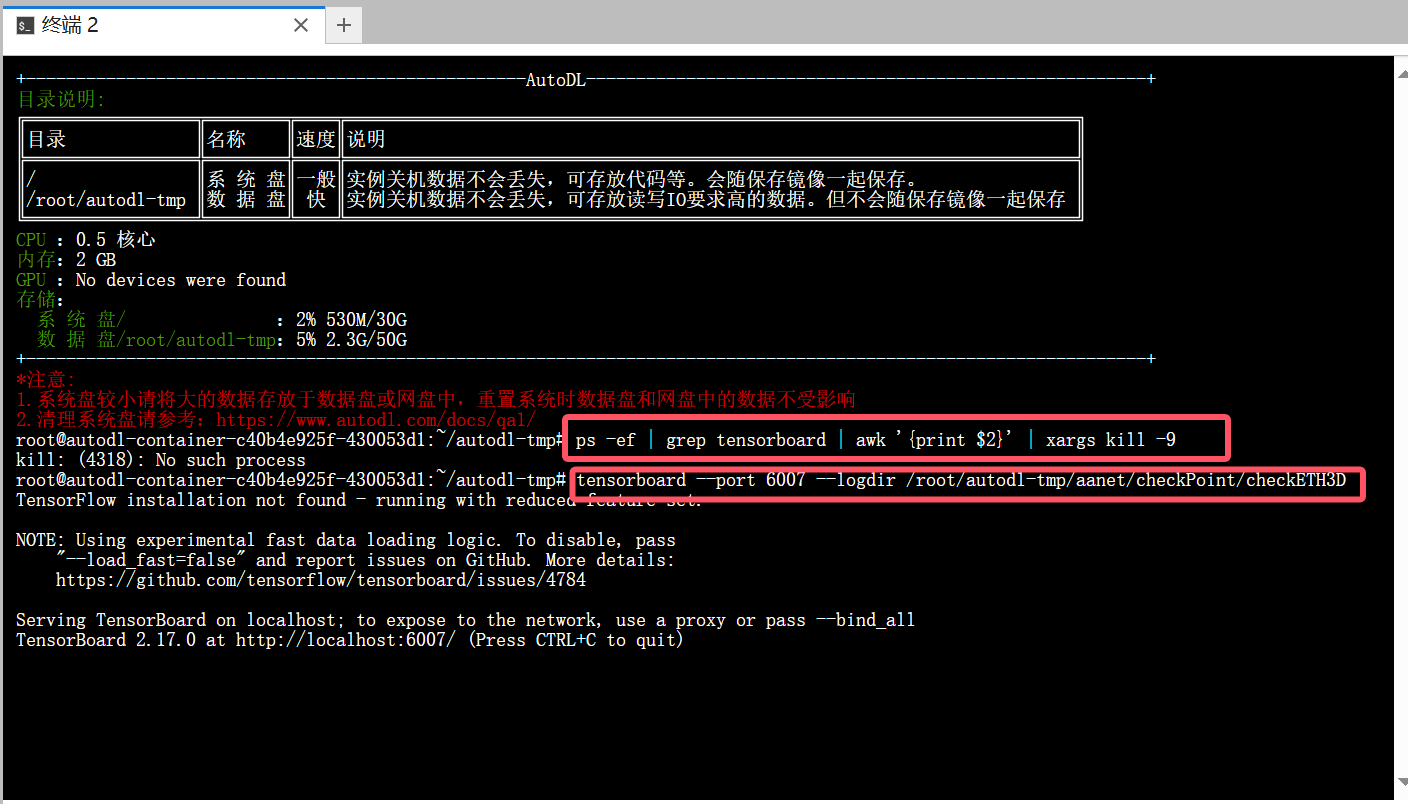 终端 2
AutoDL
目录说明:
目录 名称 速度 说明
/ 系 统 盘 一般 实例关机数据不会丢失，可存放代码等。会随保存镜像一起保存。
/root/autodl-tmp 数 据 盘 快 实例关机数据不会丢失，可存放读写IO要求高的数据。但不会随保存镜像一起保存
CPU ：0.5 核心
内存：2 GB
GPU ：No devices were found
存储：
系 统 盘/ ：2% 530M/30G
数 据 盘/root/autodl-tmp：5% 2.3G/50G
*注意:
1.系统盘较小请将大的数据存放于数据盘或网盘中，重置系统时数据盘和网盘中的数据不受影响
2.清理系统盘请参考：https://www.autodl.com/docs/qa1/
root@autodl-container-c40b4e925f-430053d1:~/autodl-tmp# ps -ef | grep tensorboard | awk '{print $2}' | xargs kill -9
kill: (4318): No such process
root@autodl-container-c40b4e925f-430053d1:~/autodl-tmp# tensorboard --port 6007 --logdir /root/autodl-tmp/aanet/checkPoint/checkETH3D
TensorFlow installation not found - running with reduced feature set.
NOTE: Using experimental fast data loading logic. To disable, pass
"--load_fast=false" and report issues on GitHub. More details:
https://github.com/tensorflow/tensorboard/issues/4784
Serving TensorBoard on localhost; to expose to the network, use a proxy or pass --bind_all
TensorBoard 2.17.0 at http://localhost:6007/ (Press CTRL+C to quit)